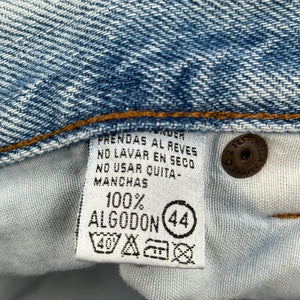 PRENDAS AL REVES
NO LAVAR EN SECO
NO USAR QUITA-
MANCHAS
100%
ALGODON 44
40°